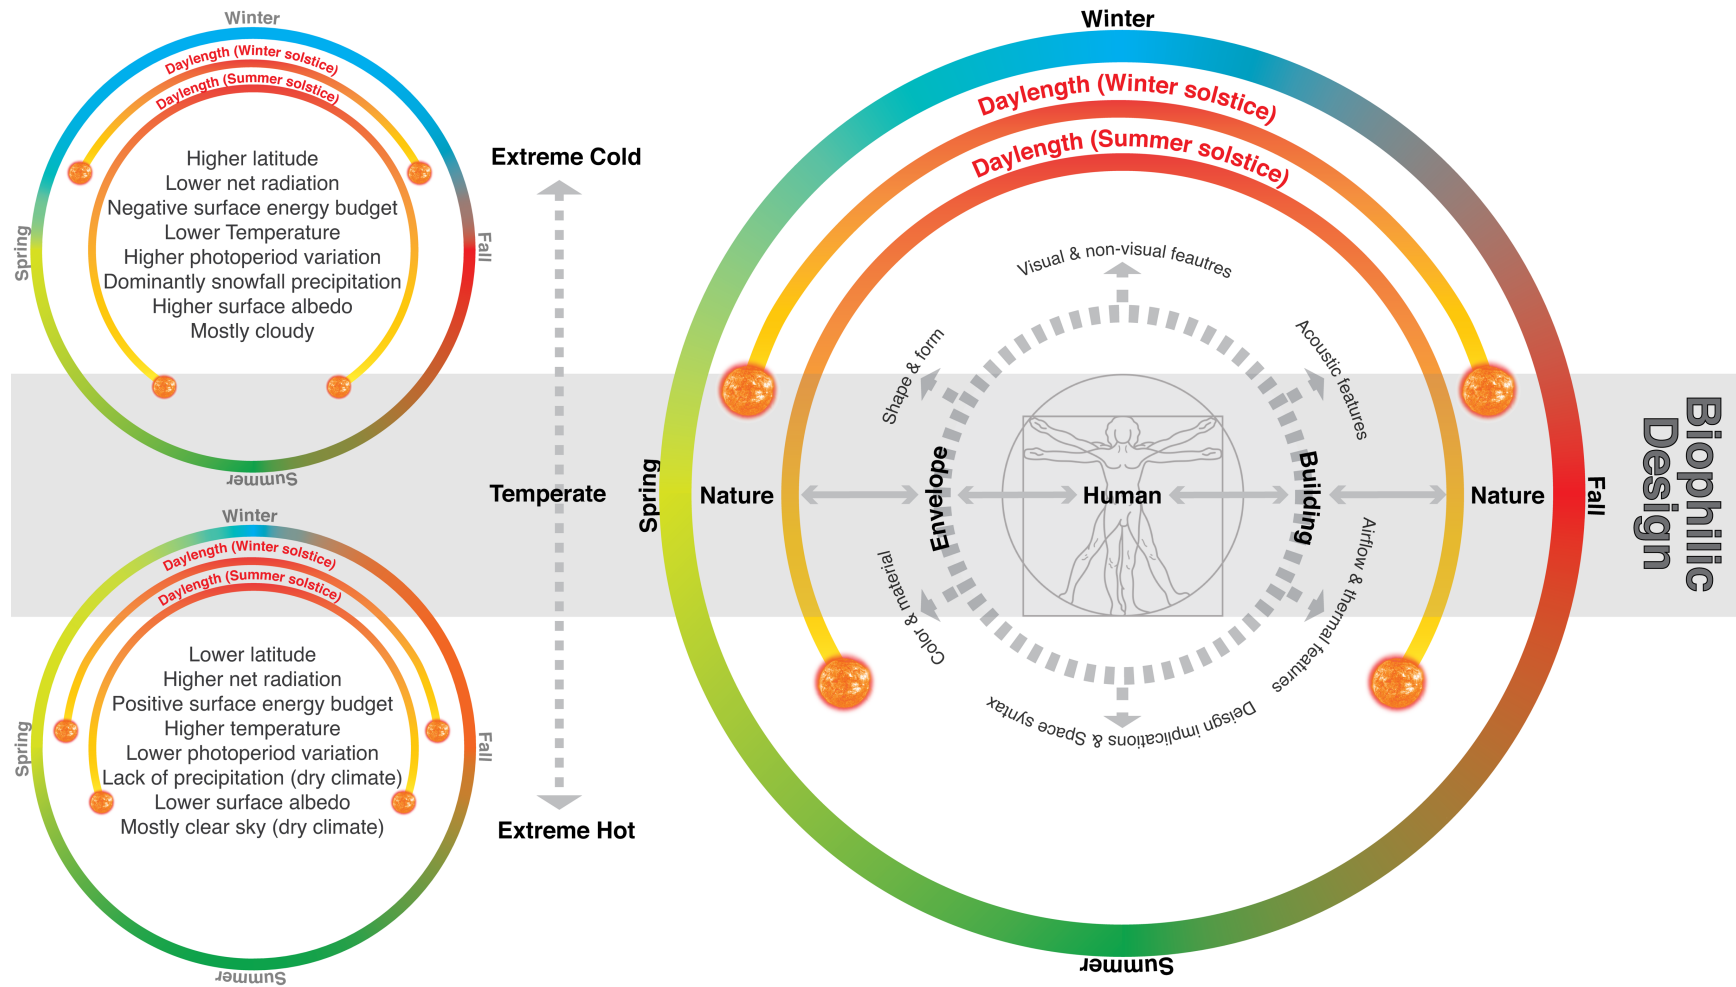 Winter
Daylength (Winter solstice)
Daylength (Summer solstice)
Higher latitude
Lower net radiation
Negative surface energy budget
Lower Temperature
Higher photoperiod variation
Dominantly snowfall precipitation
Higher surface albedo
Mostly cloudy
Spring
Fall
Summer
Winter
Daylength (Winter solstice)
Daylength (Summer solstice)
Lower latitude
Higher net radiation
Positive surface energy budget
Higher temperature
Lower photoperiod variation
Lack of precipitation (dry climate)
Lower surface albedo
Mostly clear sky (dry climate)
Spring
Fall
Summer
Extreme Cold
Temperate
Extreme Hot
Winter
Daylength (Winter solstice)
Daylength (Summer solstice)
Visual & non-visual feautres
Shape & form
Acoustic features
Spring
Nature
Envelope
Human
Building
Nature
Fall
Color & material
Airflow & thermal features
Deisgn implications & Space syntax
Summer
Biophilic
Design